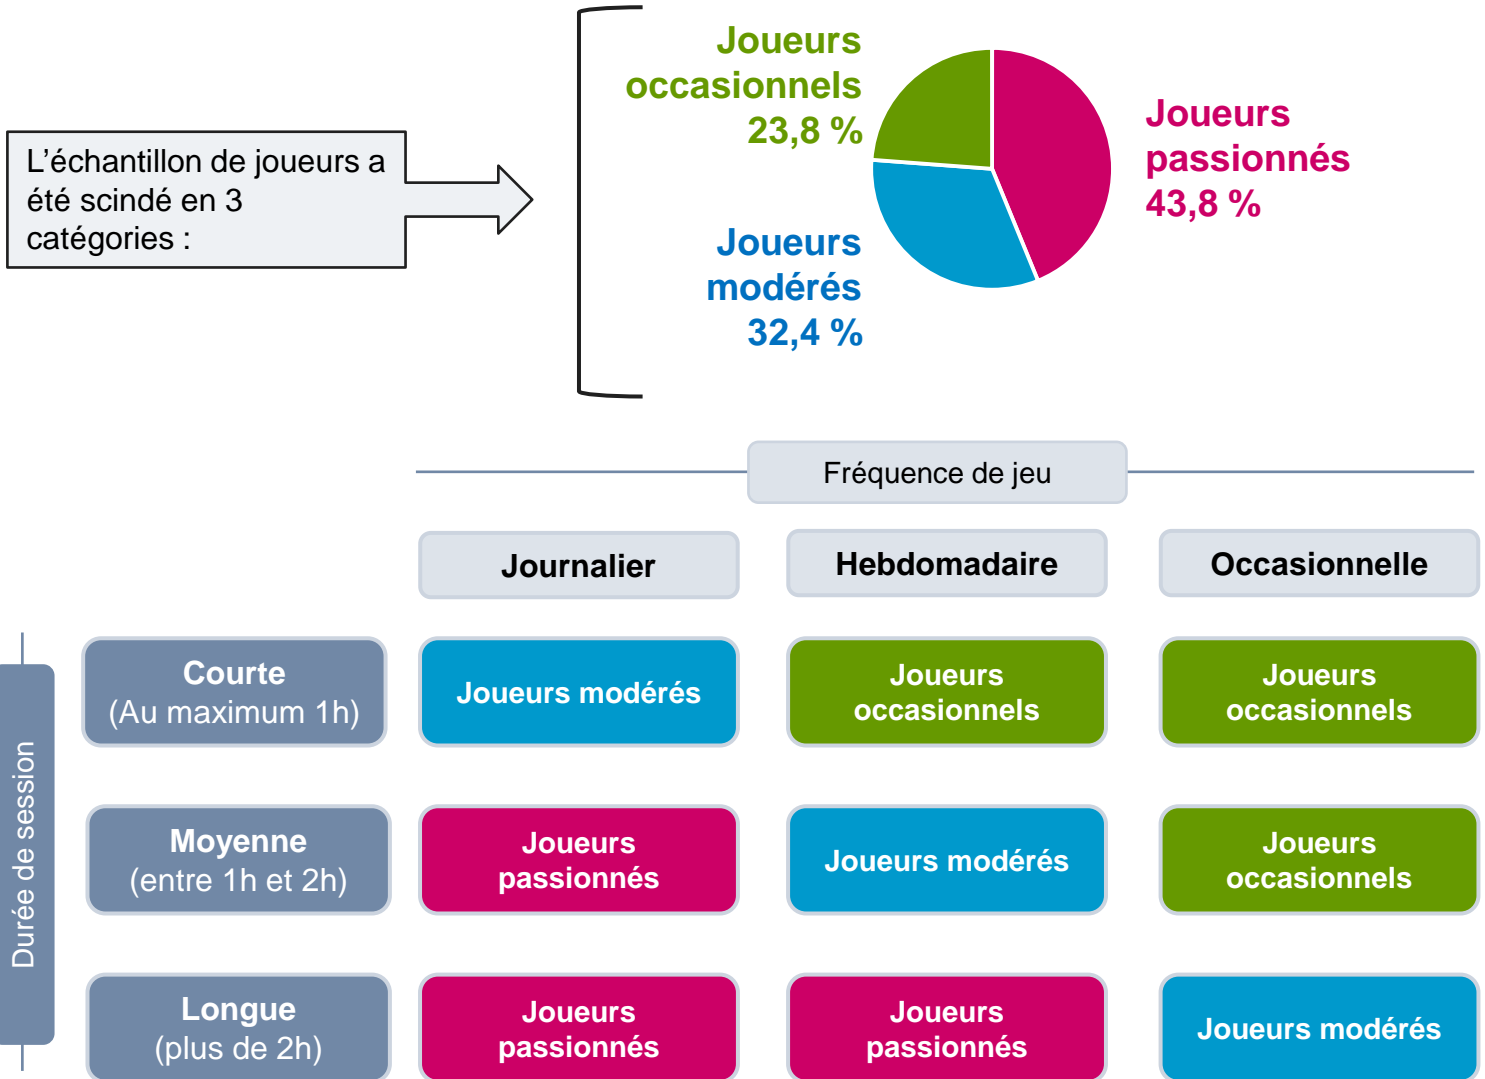 L'échantillon de joueurs a
été scindé en 3
catégories :
Joueurs
occasionnels
23,8 %
Joueurs
passionnés
43,8 %
Joueurs
modérés
32,4 %
Fréquence de jeu
Journalier
Hebdomadaire
Occasionnelle
Durée de session
Courte
(Au maximum 1h)
Joueurs modérés
Joueurs
occasionnels
Joueurs
occasionnels
Moyenne
(entre 1h et 2h)
Joueurs
passionnés
Joueurs modérés
Joueurs
occasionnels
Longue
(plus de 2h)
Joueurs
passionnés
Joueurs
passionnés
Joueurs modérés